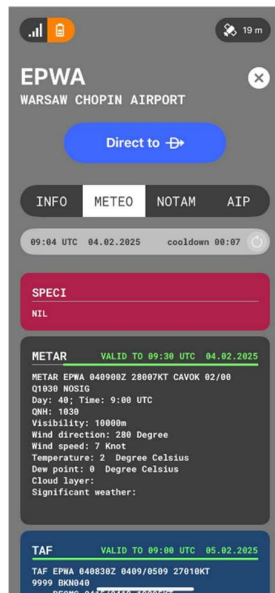 19 m
EPWA
WARSAW CHOPIN AIRPORT
Direct to D
INFO METEO NOTAM AIP
09:04 UTC 04.02.2025 cooldown 00:07
SPECI
NIL
METAR VALID TO 09:30 UTC 04.02.2025
METAR EPWA 040900Z 28007KT CAVOK 02/00
Q1030 NOSIG
Day: 40; Time: 9:00 UTC
QNH: 1030
Visibility: 10000m
Wind direction: 280 Degree
Wind speed: 7 Knot
Temperature: 2 Degree Celsius
Dew point: 0 Degree Celsius
Cloud layer:
Significant weather:
TAF VALID TO 09:00 UTC 05.02.2025
TAF EPWA 040830Z 0409/0509 27010KT
9999 BKN040